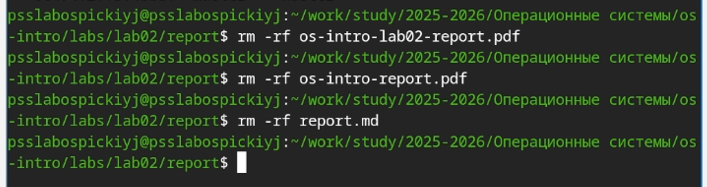 psslabospickiyj@psslabospickiyj:~/work/study/2025-2026/Операционные системы/os
-intro/labs/lab02/report$ rm -rf os-intro-lab02-report.pdf
psslabospickiyj@psslabospickiyj:~/work/study/2025-2026/Операционные системы/os
-intro/labs/lab02/report$ rm -rf os-intro-report.pdf
psslabospickiyj@psslabospickiyj:~/work/study/2025-2026/Операционные системы/os
-intro/labs/lab02/report$ rm -rf report.md
psslabospickiyj@psslabospickiyj:~/work/study/2025-2026/Операционные системы/os
-intro/labs/lab02/report$